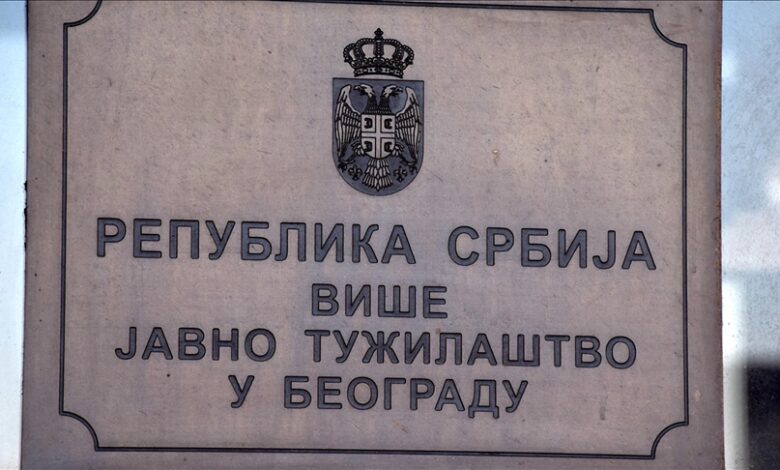 РЕПУБЛИКА СРБИЈА
ВИШЕ
ЈАВНО ТУЖИЛАШТВО
У БЕОГРАДУ